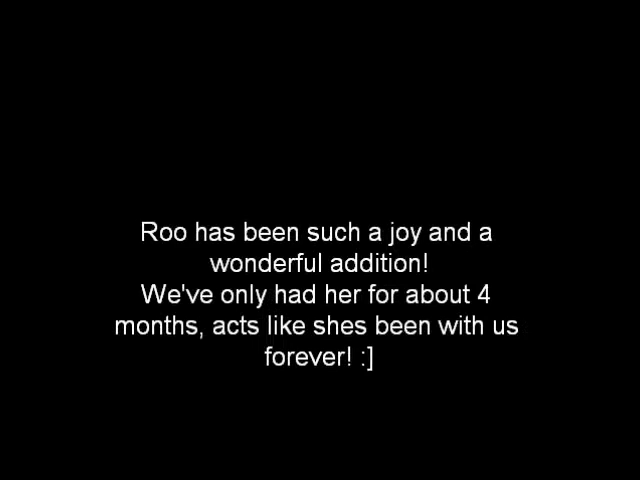 Roo has been such a joy and a
wonderful addition!
We've only had her for about 4
months, acts like shes been with us
forever! :]